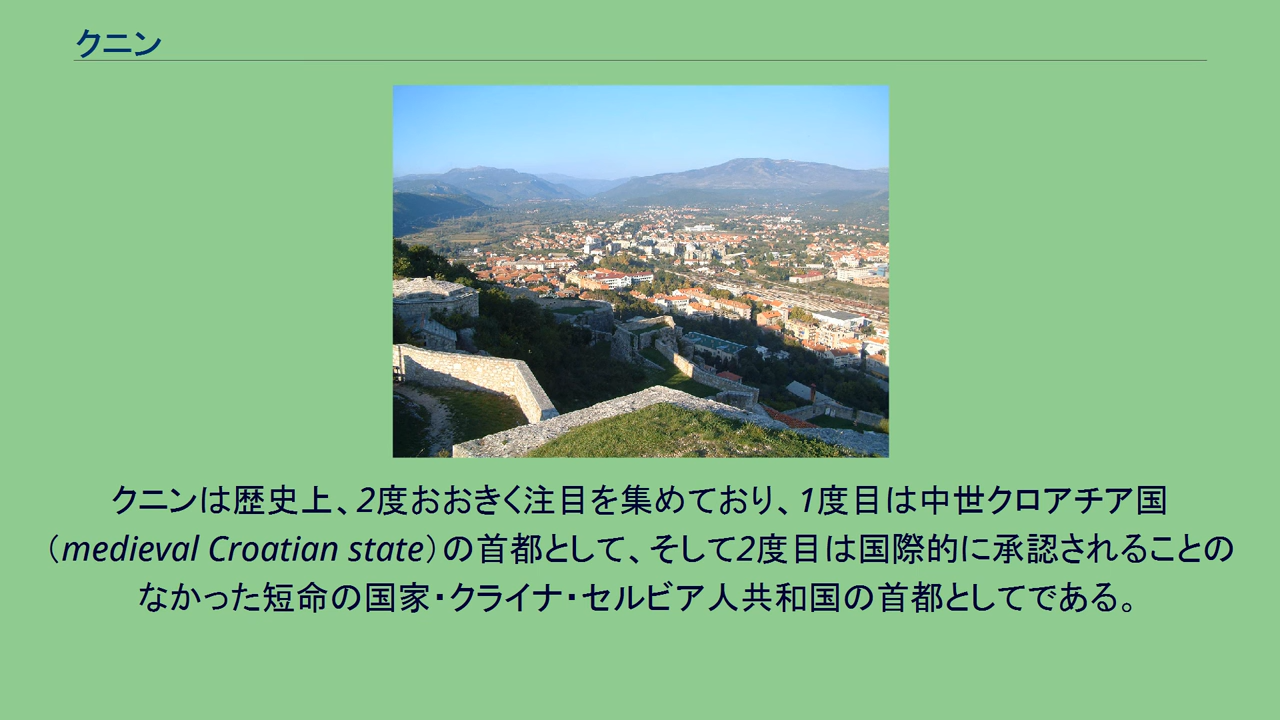 クニン
クニンは歴史上、2度おおきく注目を集めており、1度目は中世クロアチア国
（medieval Croatian state）の首都として、そして2度目は国際的に承認されることの
なかった短命の国家・クライナ・セルビア人共和国の首都としてである。